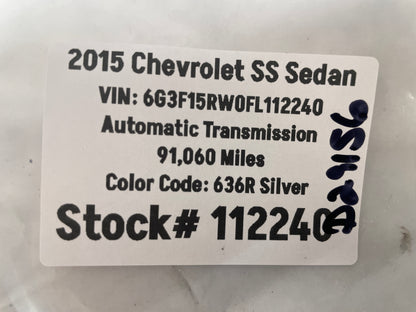 2015 Chevrolet SS Sedan
VIN: 6G3F15RW0FL112240
Automatic Transmission
91,060 Miles
Color Code: 636R Silver
Stock# 112240